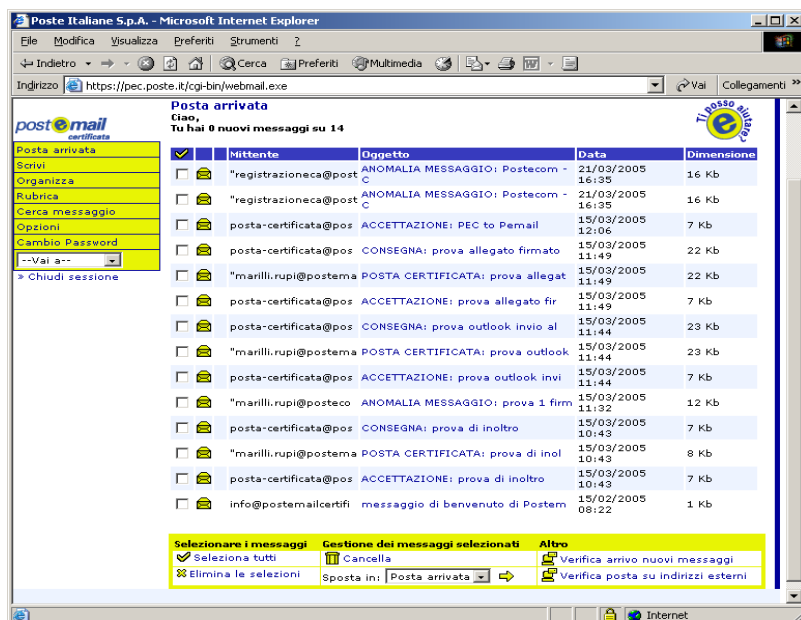 Poste Italiane S.p.A. - Microsoft Internet Explorer
File Modifica Visualizza Preferiti Strumenti ?
Indietro Cerca Preferiti Multimedia
Indirizzo https://pec.poste.it/cgi-bin/webmail.exe Vai Collegamenti »
postemail
certificata
Posta arrivata
Ciao,
Tu hai 0 nuovi messaggi su 14
Ti posso aiutare?
e
Posta arrivata
Scrivi
Organizza
Rubrica
Cerca messaggio
Opzioni
Cambio Password
--Vai a--
» Chiudi sessione
Mittente Oggetto Data Dimensione
"registrazioneca@post ANOMALIA MESSAGGIO: Postecom - C 21/03/2005 16:35 16 Kb
"registrazioneca@post ANOMALIA MESSAGGIO: Postecom - C 21/03/2005 16:35 16 Kb
posta-certificata@pos ACCETTAZIONE: PEC to Pemail 15/03/2005 12:06 7 Kb
posta-certificata@pos CONSEGNA: prova allegato firmato 15/03/2005 11:49 22 Kb
"marilli.rupi@postema POSTA CERTIFICATA: prova allegat 15/03/2005 11:49 22 Kb
posta-certificata@pos ACCETTAZIONE: prova allegato fir 15/03/2005 11:49 7 Kb
posta-certificata@pos CONSEGNA: prova outlook invio al 15/03/2005 11:44 23 Kb
"marilli.rupi@postema POSTA CERTIFICATA: prova outlook 15/03/2005 11:44 23 Kb
posta-certificata@pos ACCETTAZIONE: prova outlook invi 15/03/2005 11:44 7 Kb
"marilli.rupi@posteco ANOMALIA MESSAGGIO: prova 1 firm 15/03/2005 11:32 12 Kb
posta-certificata@pos CONSEGNA: prova di inoltro 15/03/2005 10:43 7 Kb
"marilli.rupi@postema POSTA CERTIFICATA: prova di inol 15/03/2005 10:43 8 Kb
posta-certificata@pos ACCETTAZIONE: prova di inoltro 15/03/2005 10:43 7 Kb
info@postemailcertifi messaggio di benvenuto di Postem 15/02/2005 08:22 1 Kb
Selezionare i messaggi Gestione dei messaggi selezionati Altro
Seleziona tutti Cancella Verifica arrivo nuovi messaggi
Elimina le selezioni Sposta in: Posta arrivata Verifica posta su indirizzi esterni
Internet